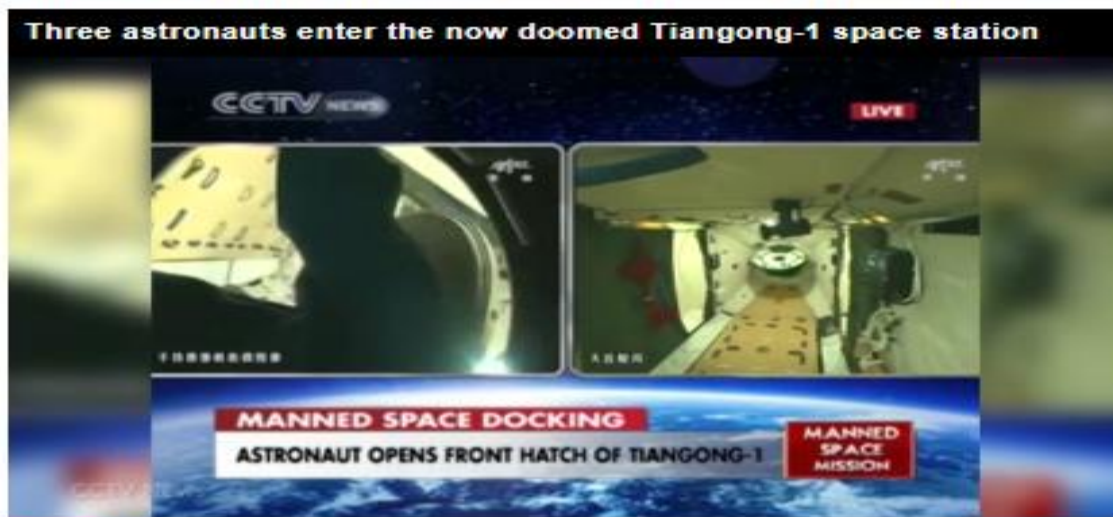 Three astronauts enter the now doomed Tiangong-1 space station
CCTV NEWS
LIVE
MANNED SPACE DOCKING
ASTRONAUT OPENS FRONT HATCH OF TIANGONG-1
MANNED
SPACE
MISSION
CCTV